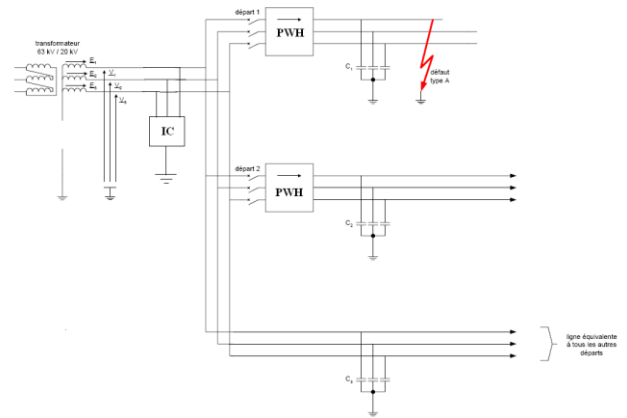 départ 1
PWH
transformateur
63 kV / 20 kV
E₁
E₂
E₃
V₁
V₂
V₃
C₁
défaut
type A
IC
départ 2
PWH
C₂
ligne équivalente
à tous les autres
départs